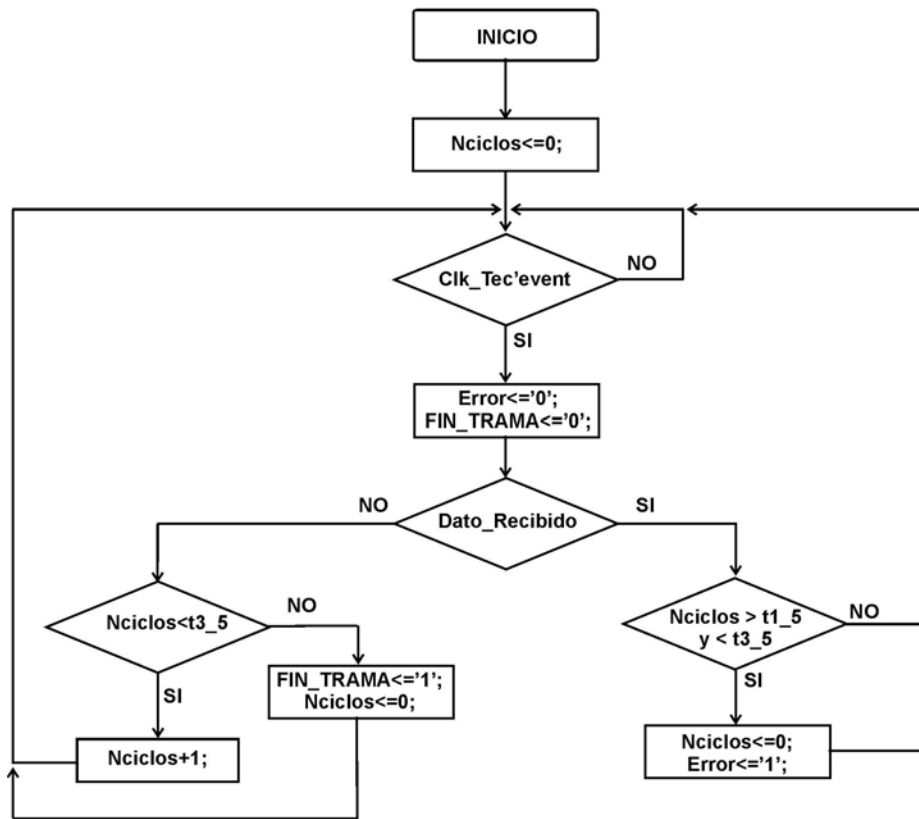 INICIO
Nciclos<=0;
Clk_Tec’event
NO
SI
Error<='0';
FIN_TRAMA<='0';
NO
Dato_Recibido
SI
Nciclos<t3_5
NO
SI
FIN_TRAMA<='1';
Nciclos<=0;
Nciclos+1;
Nciclos > t1_5
y < t3_5
NO
SI
Nciclos<=0;
Error<='1';